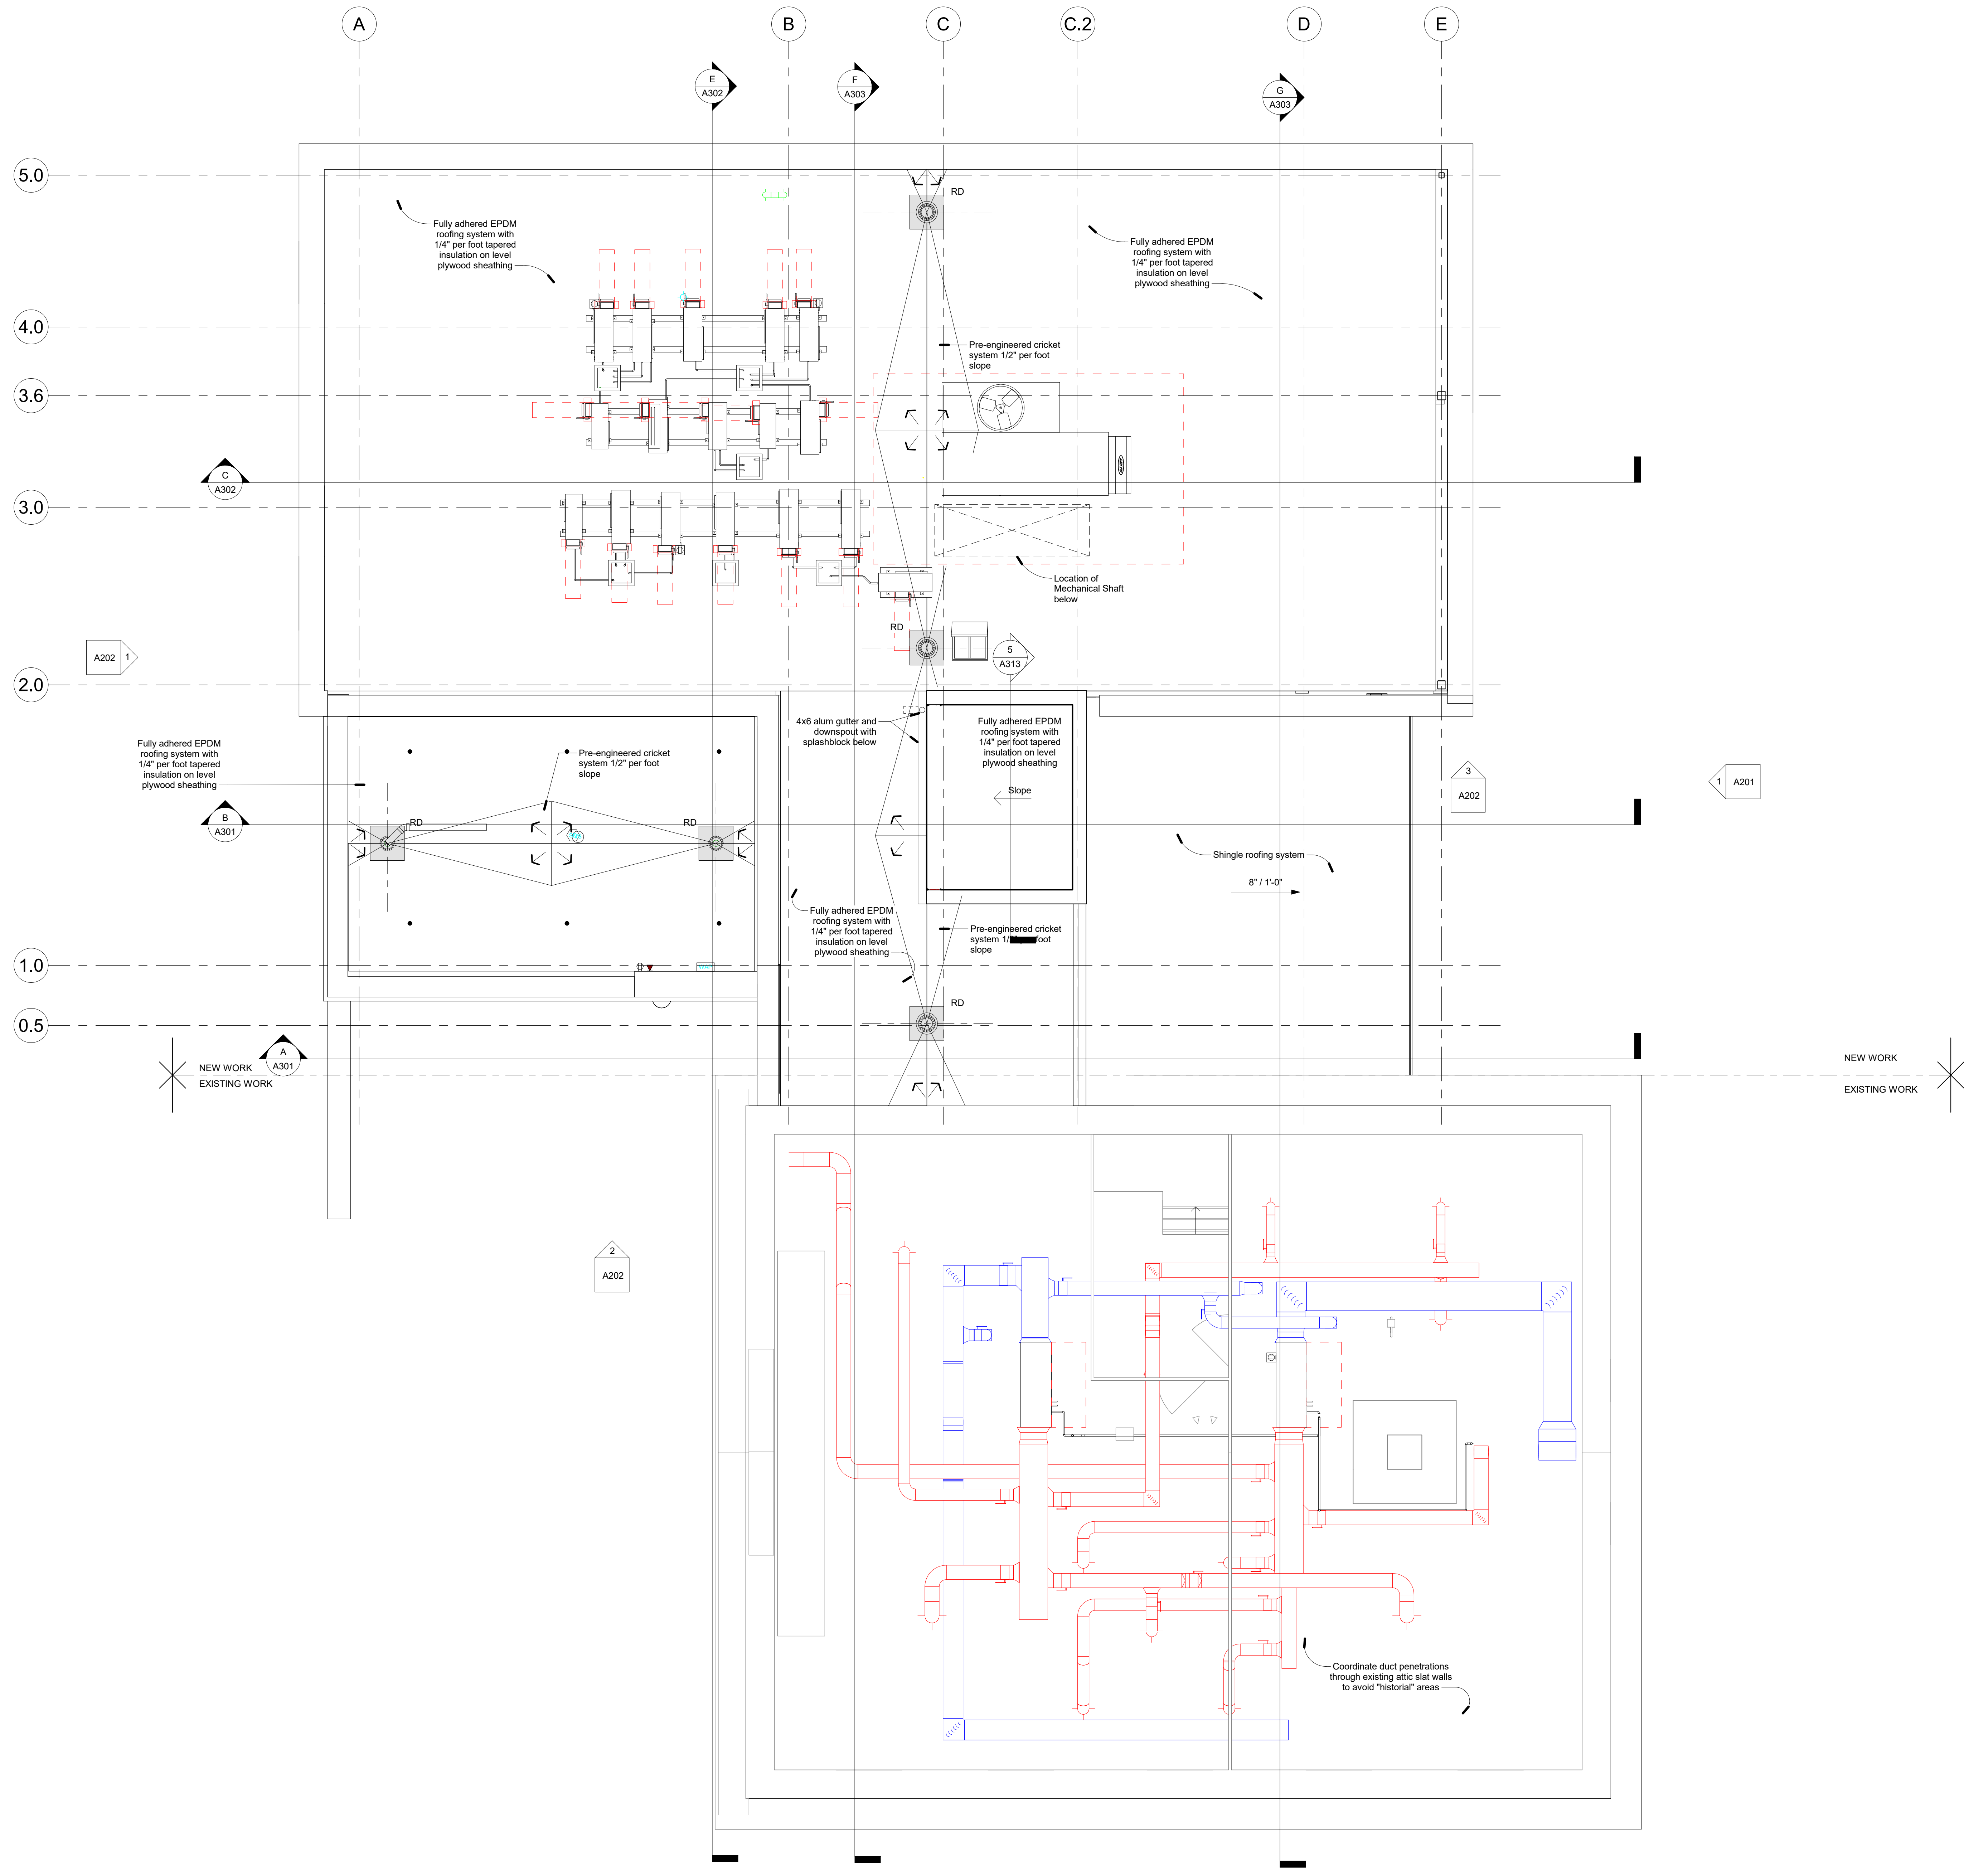 A
B
C
C.2
D
E
E
A302
F
A303
G
A303
5.0
4.0
3.6
3.0
2.0
1.0
0.5
RD
Fully adhered EPDM
roofing system with
1/4" per foot tapered
insulation on level
plywood sheathing
Fully adhered EPDM
roofing system with
1/4" per foot tapered
insulation on level
plywood sheathing
Pre-engineered cricket
system 1/2" per foot
slope
C
A302
Location of
Mechanical Shaft
below
RD
5
A313
A202
1
4x6 alum gutter and
downspout with
splashblock below
Fully adhered EPDM
roofing system with
1/4" per foot tapered
insulation on level
plywood sheathing
Slope
Fully adhered EPDM
roofing system with
1/4" per foot tapered
insulation on level
plywood sheathing
Pre-engineered cricket
system 1/2" per foot
slope
3
A202
1
A201
B
A301
RD
RD
Shingle roofing system
8" / 1'-0"
Fully adhered EPDM
roofing system with
1/4" per foot tapered
insulation on level
plywood sheathing
Pre-engineered cricket
system 1/ foot
slope
RD
A
A301
NEW WORK
EXISTING WORK
NEW WORK
EXISTING WORK
2
A202
Coordinate duct penetrations
through existing attic slat walls
to avoid "historial" areas